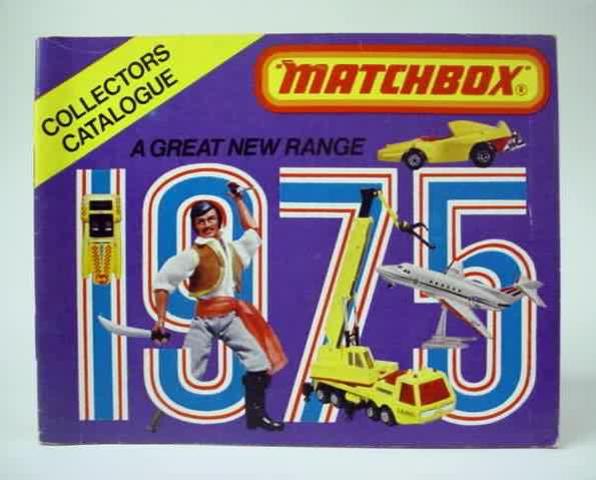 COLLECTORS
CATALOGUE
"MATCHBOX"®
A GREAT NEW RANGE
1975